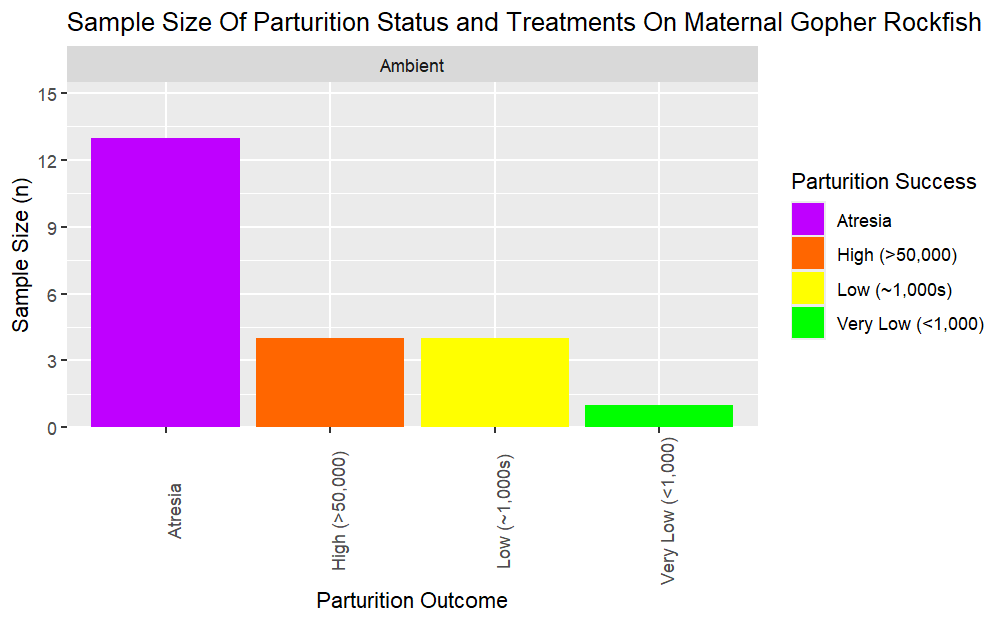 Sample Size Of Parturition Status and Treatments On Maternal Gopher Rockfish
Ambient
Sample Size (n)
15
12
9
6
3
0
Atresia
High (>50,000)
Low (~1,000s)
Very Low (<1,000)
Parturition Outcome
Parturition Success
Atresia
High (>50,000)
Low (~1,000s)
Very Low (<1,000)